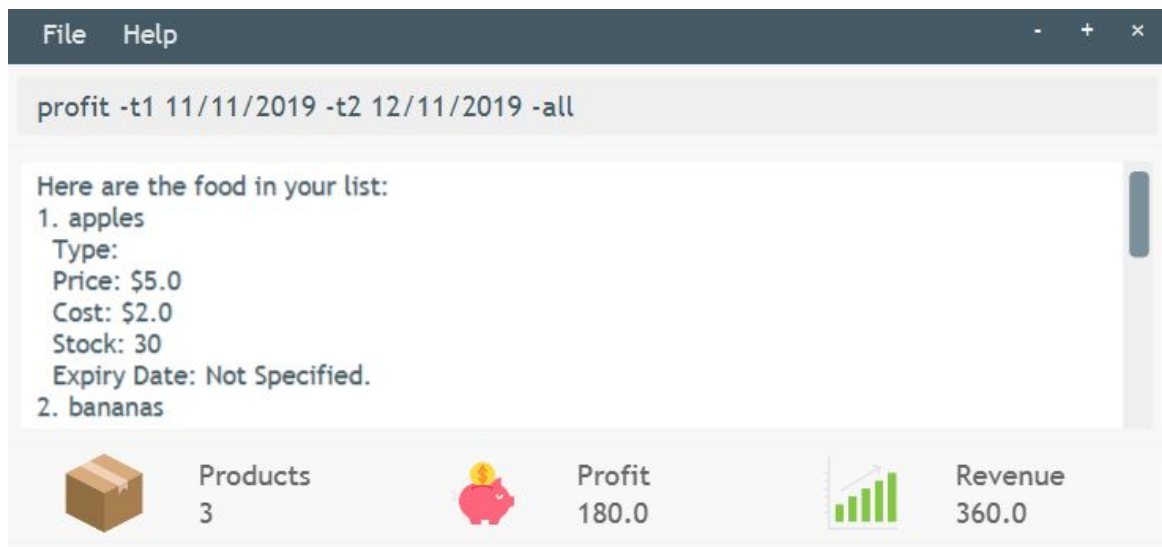 File Help - + ×
profit -t1 11/11/2019 -t2 12/11/2019 -all
Here are the food in your list:
1. apples
Type:
Price: $5.0
Cost: $2.0
Stock: 30
Expiry Date: Not Specified.
2. bananas
Products Profit Revenue
3 180.0 360.0